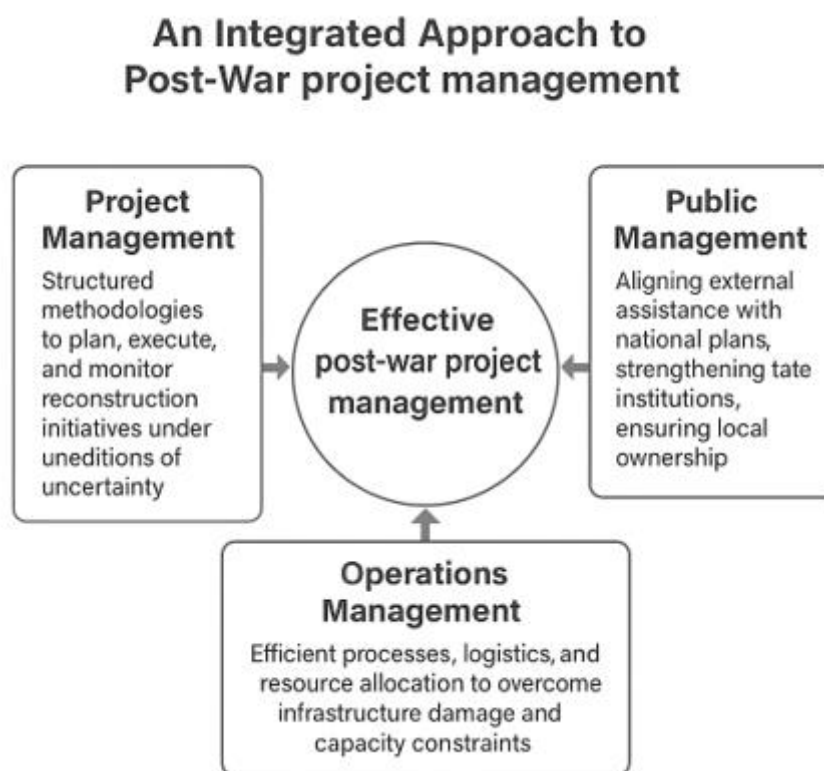 An Integrated Approach to
Post-War project management
Project
Management
Structured
methodologies
to plan, execute,
and monitor
reconstruction
initiatives under
uneditions of
uncertainty
Effective
post-war project
management
Public
Management
Aligning external
assistance with
national plans,
strengthening tate
institutions,
ensuring local
ownership
Operations
Management
Efficient processes, logistics, and
resource allocation to overcome
infrastructure damage and
capacity constraints